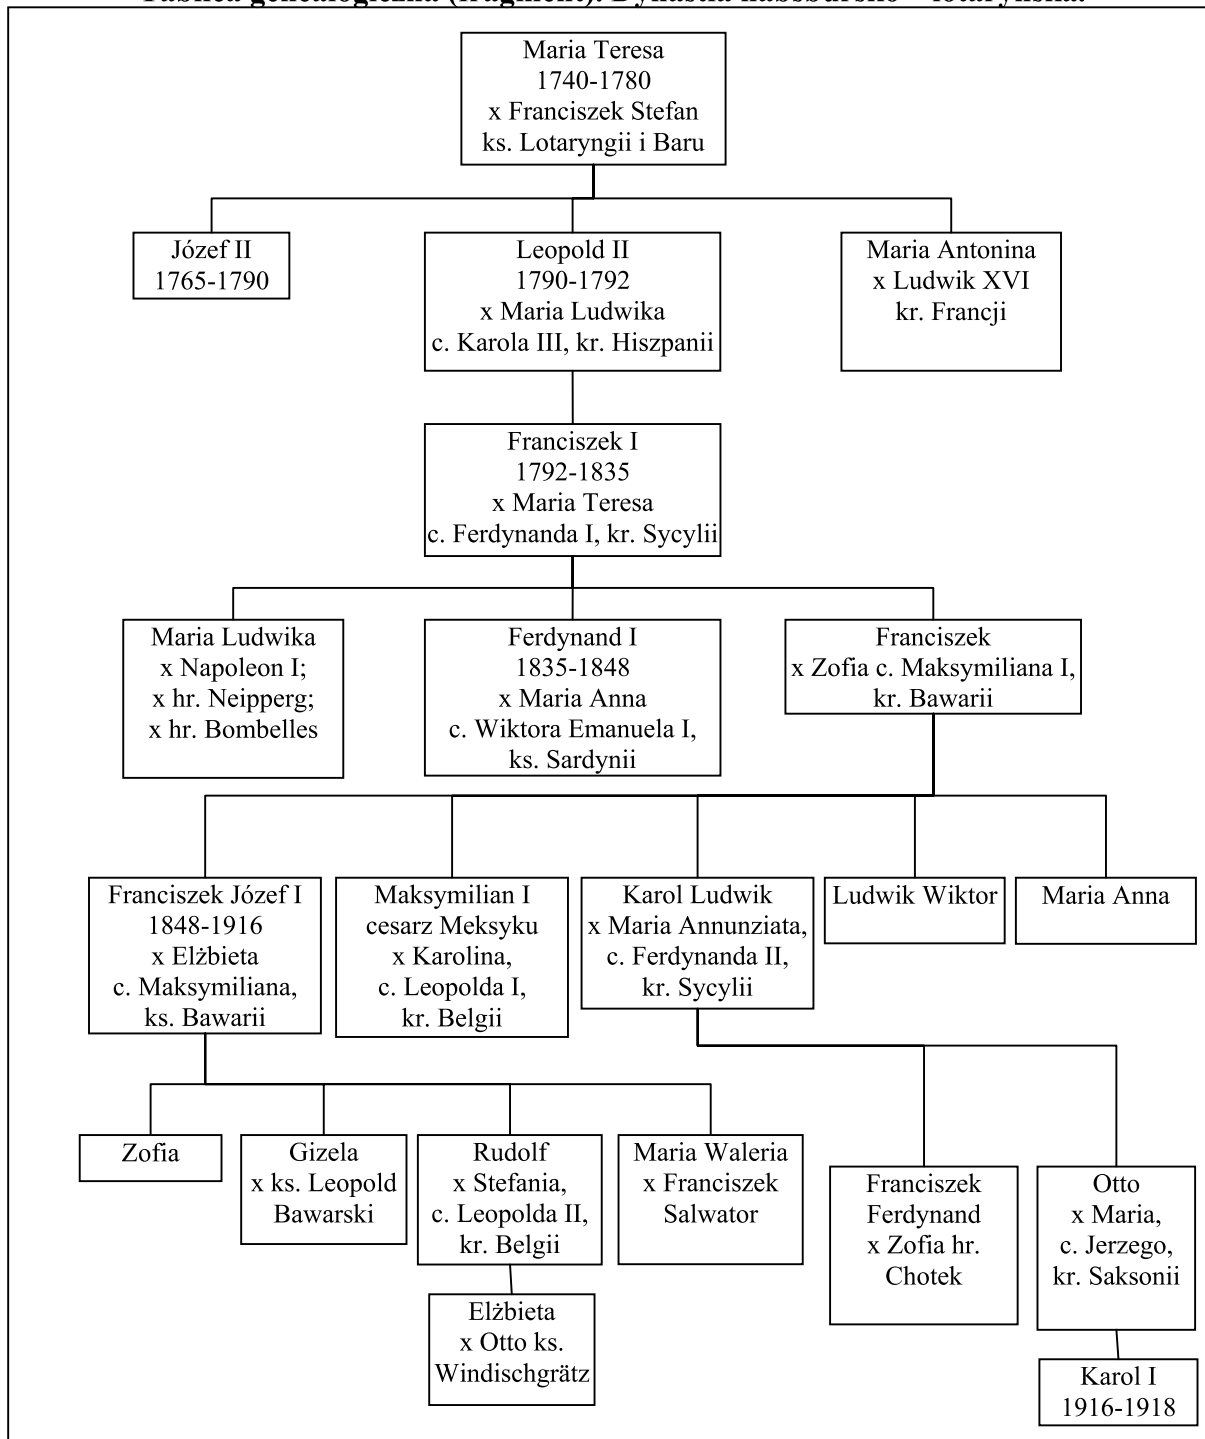 Tablica genealogiczna (fragment). Dynastia habsbursko – lotaryńska.
Maria Teresa
1740-1780
x Franciszek Stefan
ks. Lotaryngii i Baru
Józef II
1765-1790
Leopold II
1790-1792
x Maria Ludwika
c. Karola III, kr. Hiszpanii
Maria Antonina
x Ludwik XVI
kr. Francji
Franciszek I
1792-1835
x Maria Teresa
c. Ferdynanda I, kr. Sycylii
Maria Ludwika
x Napoleon I;
x hr. Neipperg;
x hr. Bombelles
Ferdynand I
1835-1848
x Maria Anna
c. Wiktora Emanuela I,
ks. Sardynii
Franciszek
x Zofia c. Maksymiliana I,
kr. Bawarii
Franciszek Józef I
1848-1916
x Elżbieta
c. Maksymiliana,
ks. Bawarii
Maksymilian I
cesarz Meksyku
x Karolina,
c. Leopolda I,
kr. Belgii
Karol Ludwik
x Maria Annunziata,
c. Ferdynanda II,
kr. Sycylii
Ludwik Wiktor
Maria Anna
Zofia
Gizela
x ks. Leopold
Bawarski
Rudolf
x Stefania,
c. Leopolda II,
kr. Belgii
Maria Waleria
x Franciszek
Salwator
Franciszek
Ferdynand
x Zofia hr.
Chotek
Otto
x Maria,
c. Jerzego,
kr. Saksonii
Elżbieta
x Otto ks.
Windischgrätz
Karol I
1916-1918